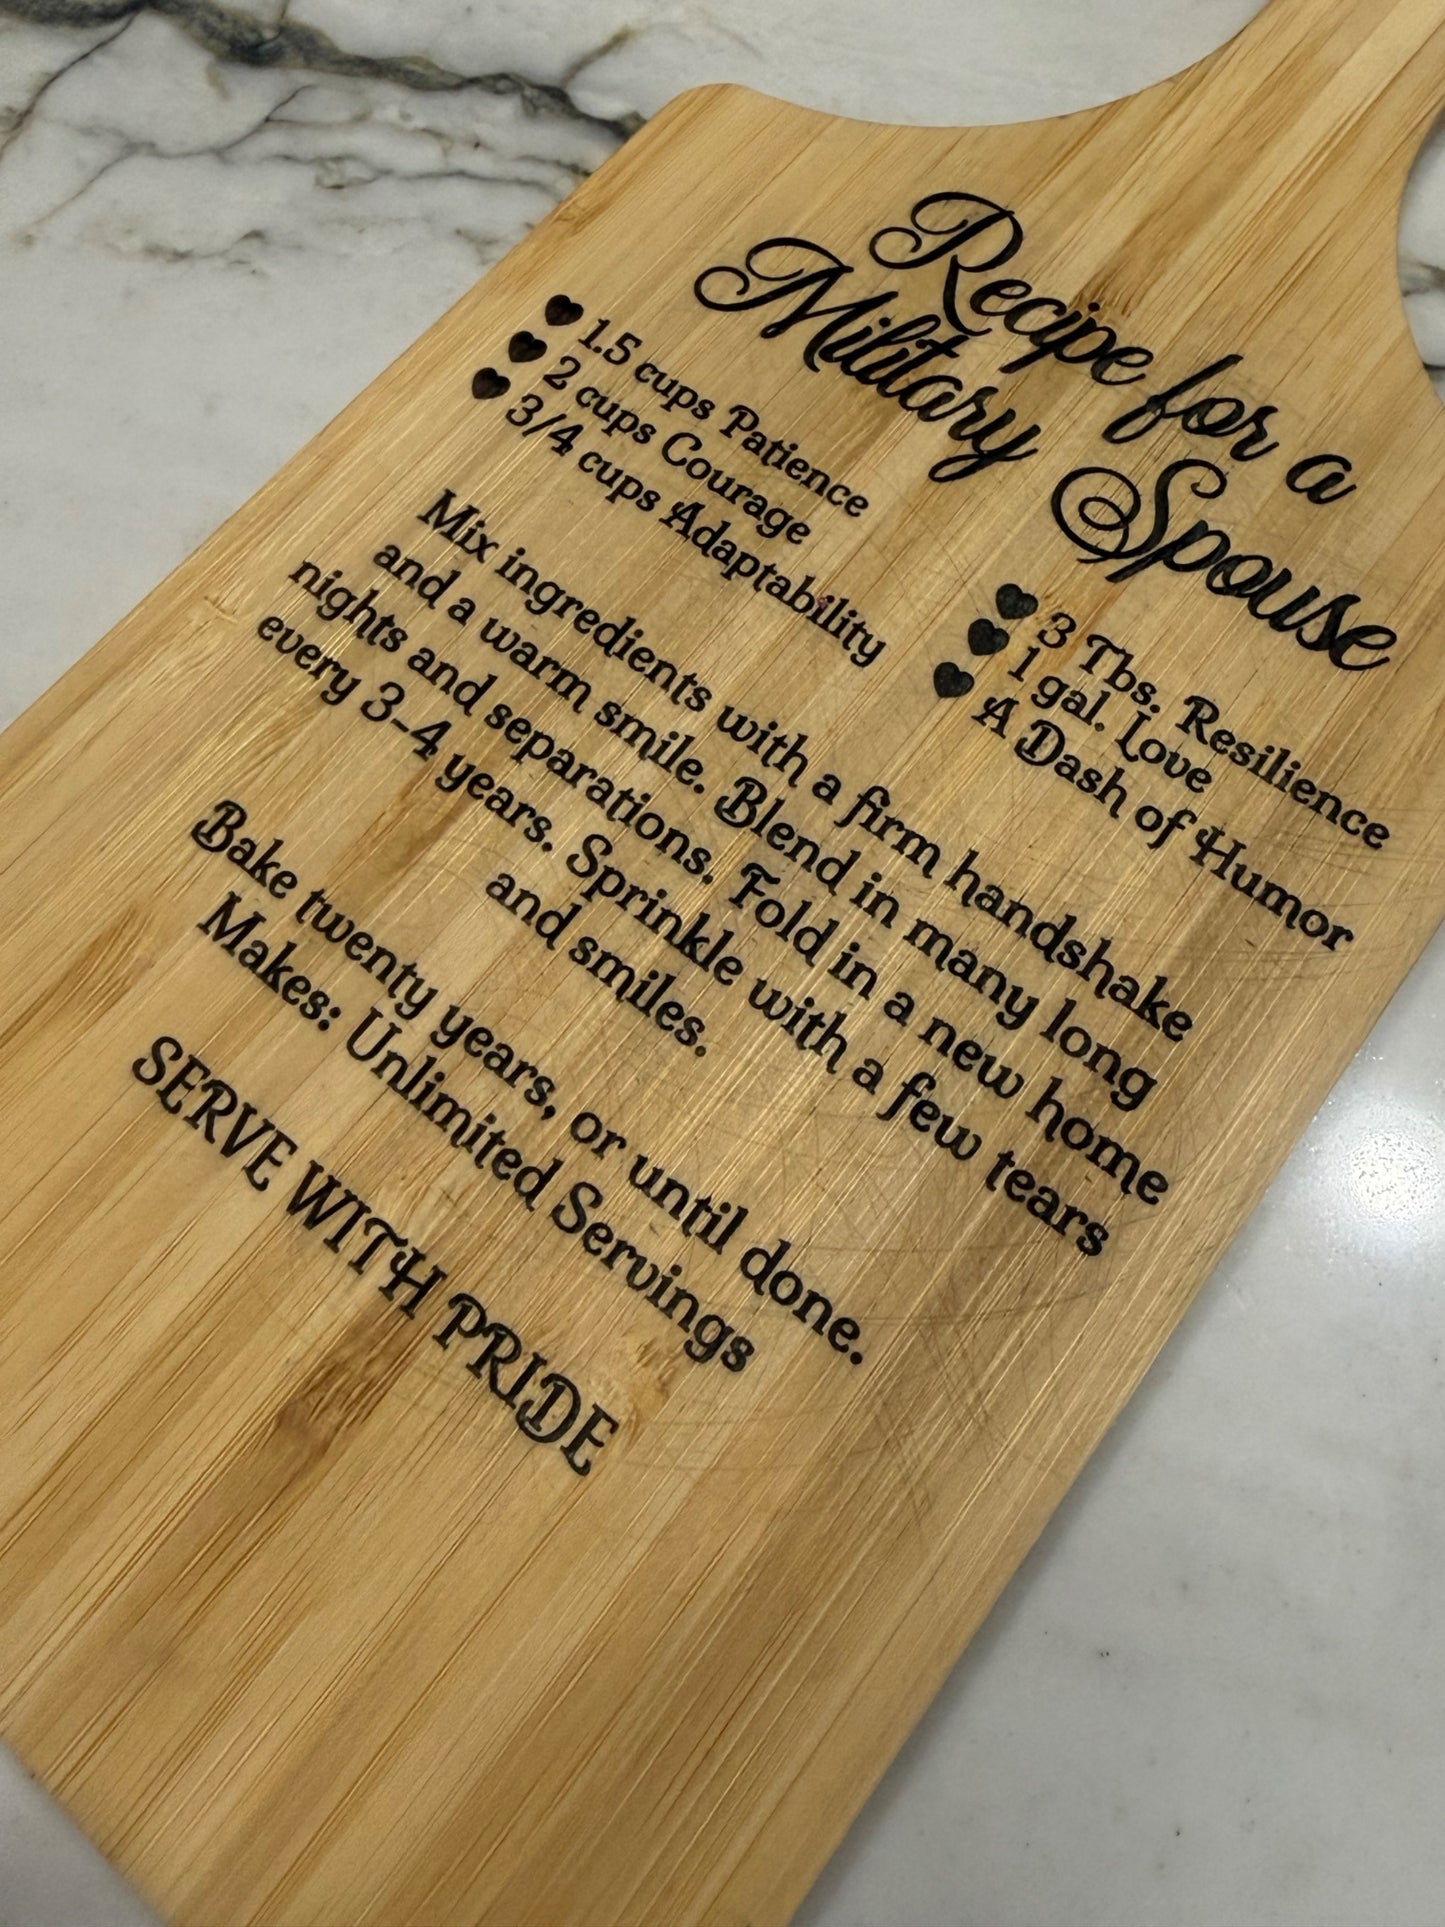 Recipe for a
Military Spouse
1.5 cups Patience
2 cups Courage
3/4 cups Adaptability
3 Tbs. Resilience
1 gal. Love
A Dash of Humor
Mix ingredients with a firm handshake
and a warm smile. Blend in many long
nights and separations. Fold in a new home
every 3-4 years. Sprinkle with a few tears
and smiles.
Bake twenty years, or until done.
Makes: Unlimited Servings
SERVE WITH PRIDE